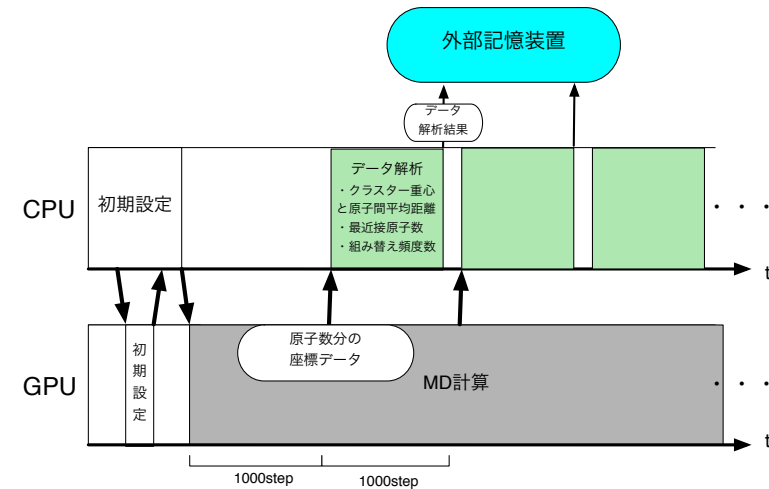 外部記憶装置
データ
解析結果
CPU
初期設定
データ解析
・クラスター重心
と原子間平均距離
・最近接原子数
・組み替え頻度数
・・・
t
GPU
初
期
設
定
原子数分の
座標データ
MD計算
・・・
t
1000step
1000step